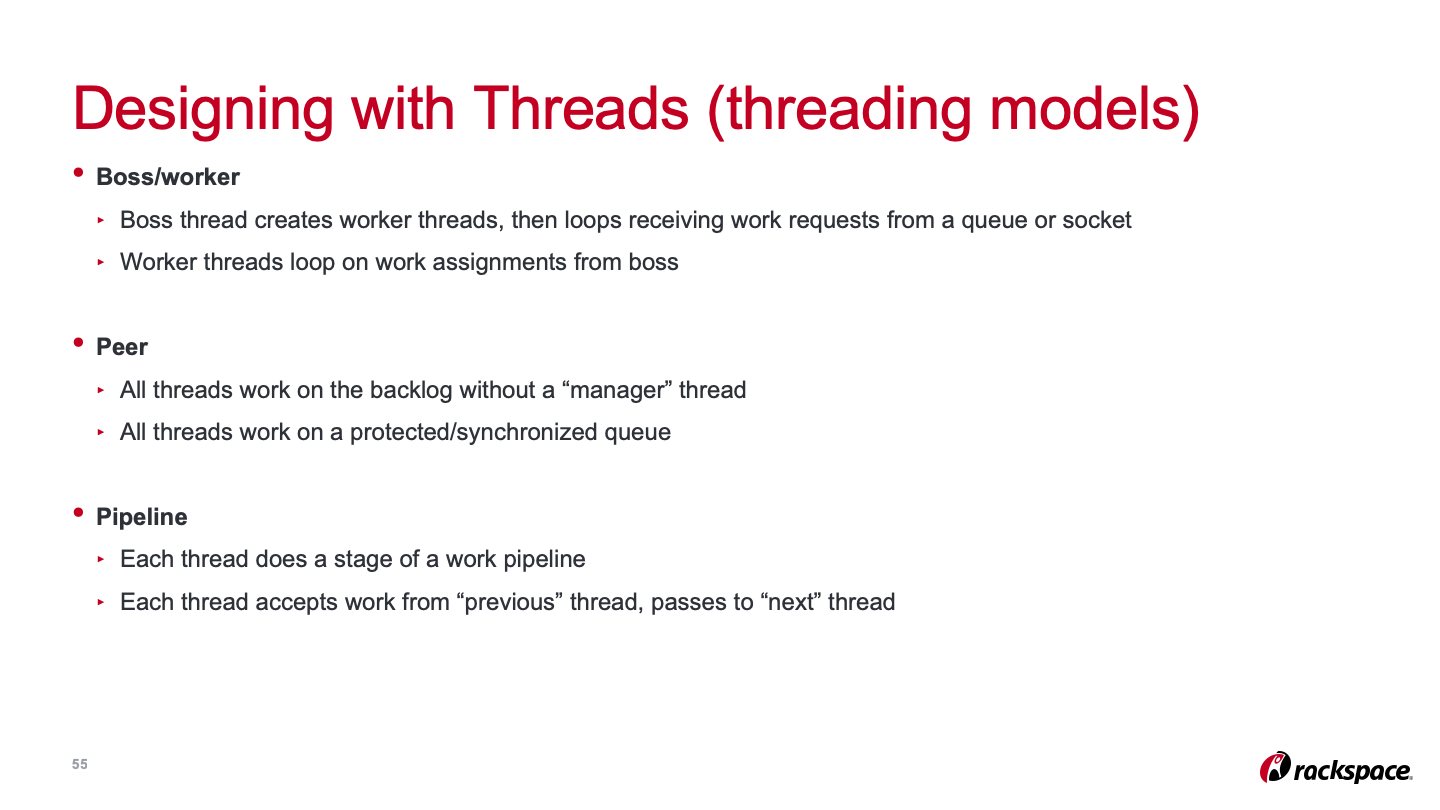 Designing with Threads (threading models)
• Boss/worker
‣ Boss thread creates worker threads, then loops receiving work requests from a queue or socket
‣ Worker threads loop on work assignments from boss
• Peer
‣ All threads work on the backlog without a “manager” thread
‣ All threads work on a protected/synchronized queue
• Pipeline
‣ Each thread does a stage of a work pipeline
‣ Each thread accepts work from “previous” thread, passes to “next” thread
55
rackspace.